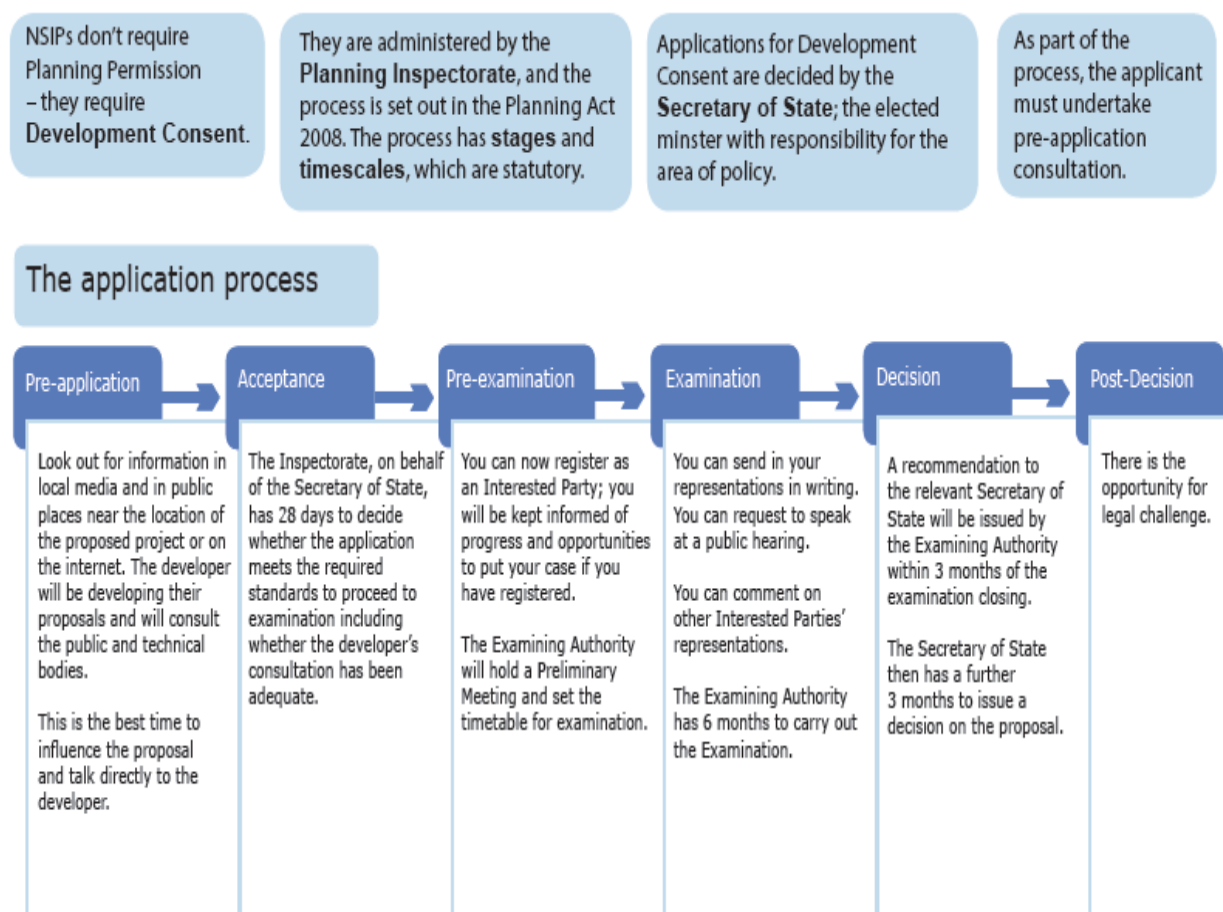 NSIPs don’t require
Planning Permission
– they require
Development Consent.
They are administered by the
Planning Inspectorate, and the
process is set out in the Planning Act
2008. The process has stages and
timescales, which are statutory.
Applications for Development
Consent are decided by the
Secretary of State; the elected
minster with responsibility for the
area of policy.
As part of the
process, the applicant
must undertake
pre-application
consultation.
The application process
Pre-application
Look out for information in
local media and in public
places near the location of
the proposed project or on
the internet. The developer
will be developing their
proposals and will consult
the public and technical
bodies.
This is the best time to
influence the proposal
and talk directly to the
developer.
Acceptance
The Inspectorate, on behalf
of the Secretary of State,
has 28 days to decide
whether the application
meets the required
standards to proceed to
examination including
whether the developer’s
consultation has been
adequate.
Pre-examination
You can now register as
an Interested Party; you
will be kept informed of
progress and opportunities
to put your case if you
have registered.
The Examining Authority
will hold a Preliminary
Meeting and set the
timetable for examination.
Examination
You can send in your
representations in writing.
You can request to speak
at a public hearing.
You can comment on
other Interested Parties’
representations.
The Examining Authority
has 6 months to carry out
the Examination.
Decision
A recommendation to
the relevant Secretary of
State will be issued by
the Examining Authority
within 3 months of the
examination closing.
The Secretary of State
then has a further
3 months to issue a
decision on the proposal.
Post-Decision
There is the
opportunity for
legal challenge.